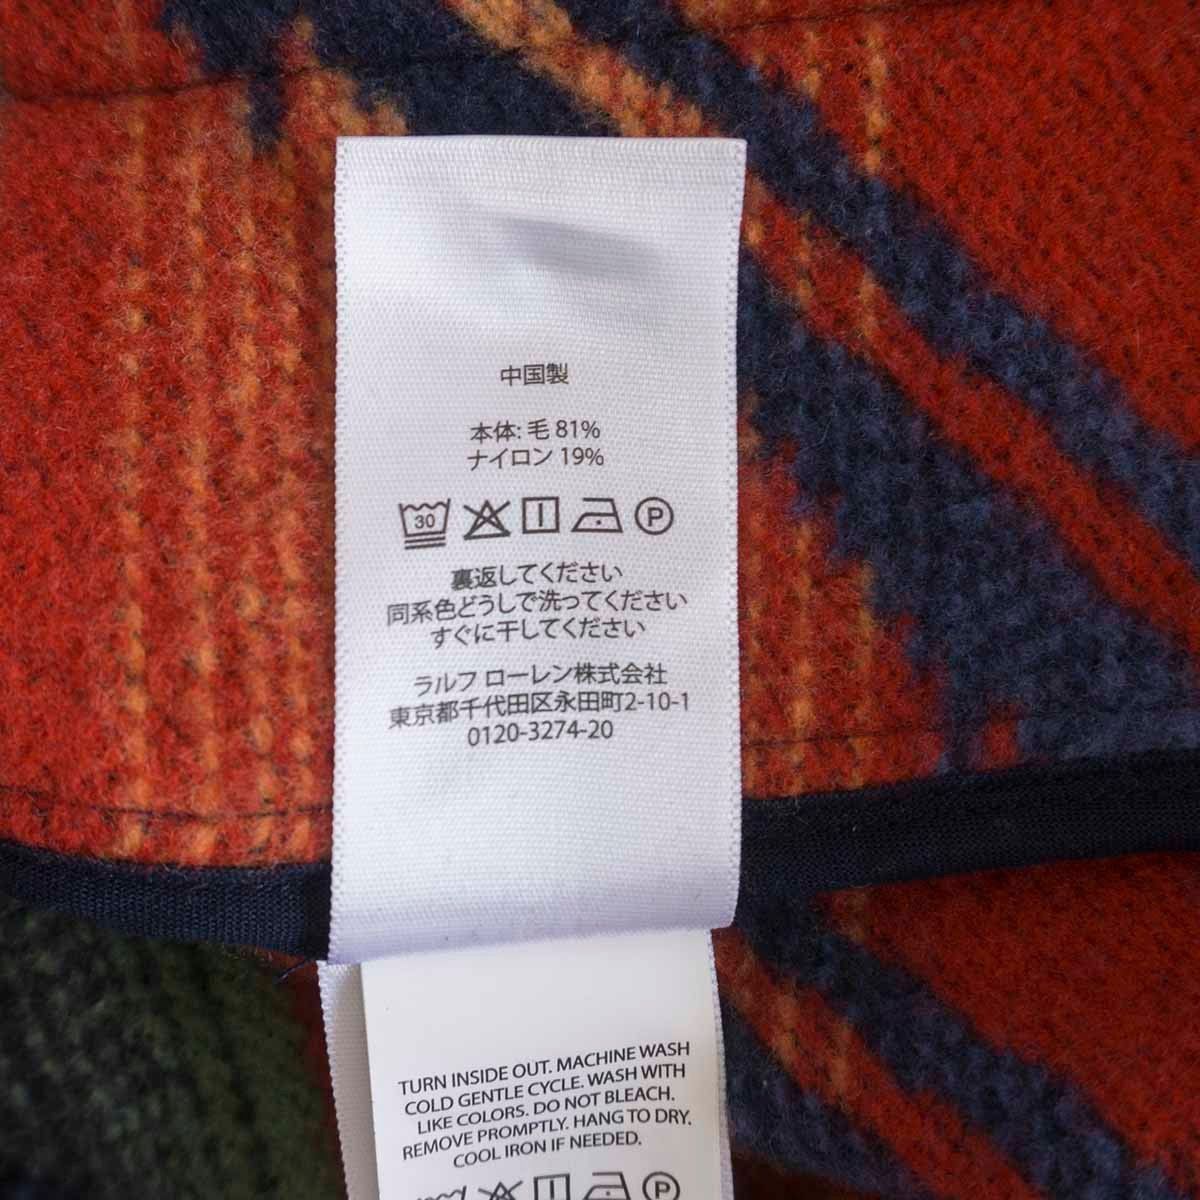 中国製
本体: 毛 81%
ナイロン 19%
30 P
裏返してください
同系色どうしで洗ってください
すぐに干してください
ラルフ ローレン株式会社
東京都千代田区永田町2-10-1
0120-3274-20
TURN INSIDE OUT. MACHINE WASH
COLD GENTLE CYCLE. WASH WITH
LIKE COLORS. DO NOT BLEACH.
REMOVE PROMPTLY. HANG TO DRY.
COOL IRON IF NEEDED.
P